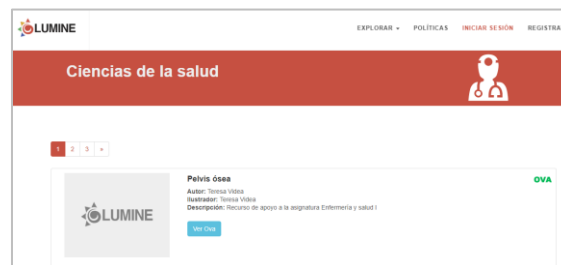 LUMINE
EXPLORAR
POLÍTICAS
INICIAR SESIÓN
REGISTRA
Ciencias de la salud
1 2 3 »
Pelvis ósea
OVA
Autor: Teresa Videa
Ilustrador: Teresa Videa
Descripción: Recurso de apoyo a la asignatura Enfermería y salud I
LUMINE
Ver Ova